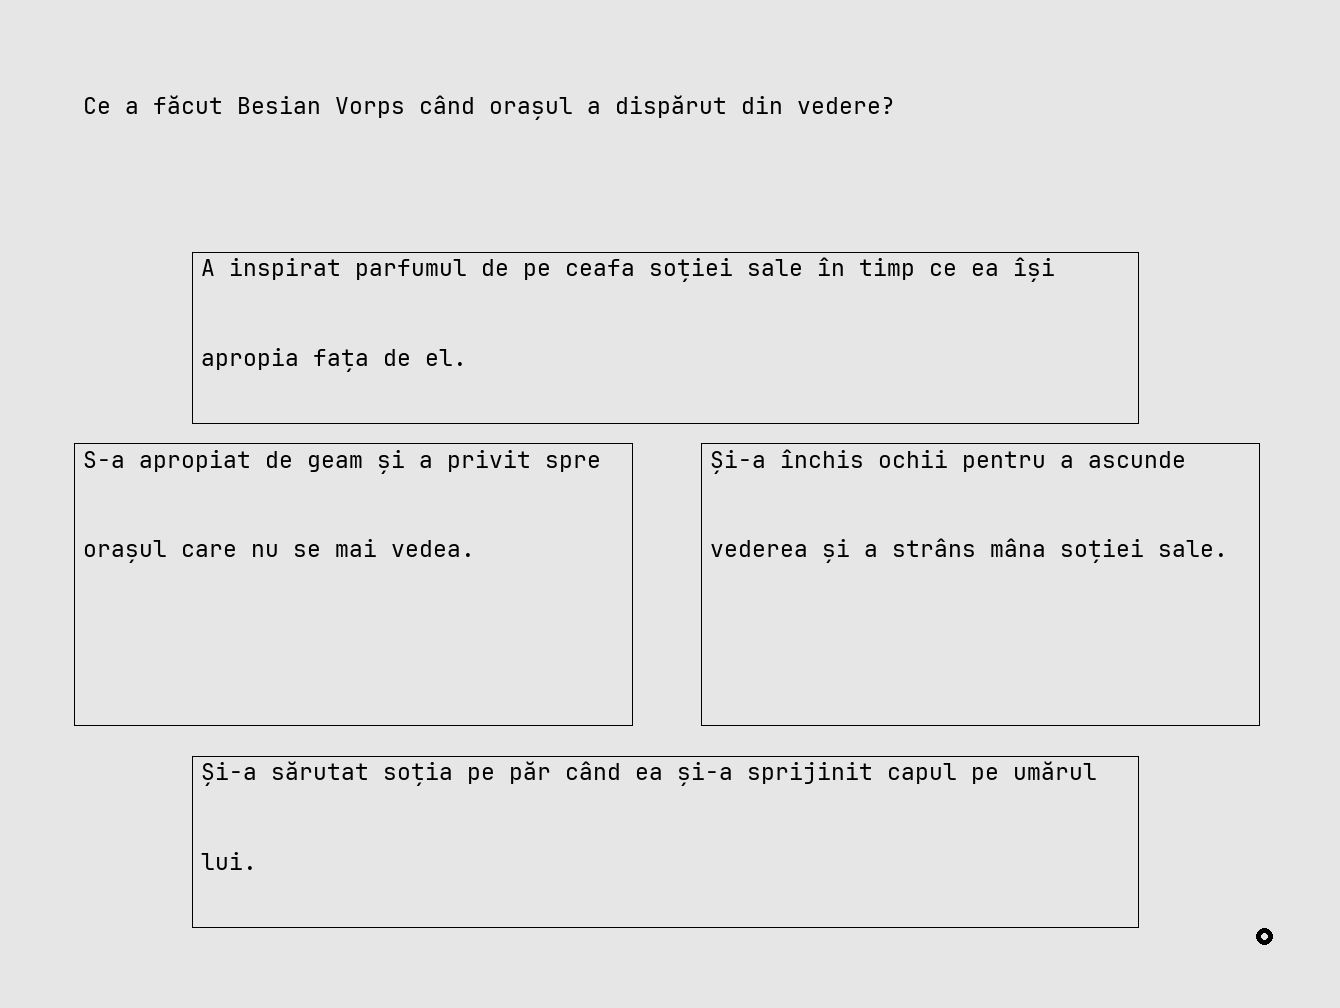 Ce a făcut Besian Vorps când orașul a dispărut din vedere?
A inspirat parfumul de pe ceafa soției sale în timp ce ea își
apropia fața de el.
S-a apropiat de geam și a privit spre
orașul care nu se mai vedea.
Și-a închis ochii pentru a ascunde
vederea și a strâns mâna soției sale.
Și-a sărutat soția pe păr când ea și-a sprijinit capul pe umărul
lui.